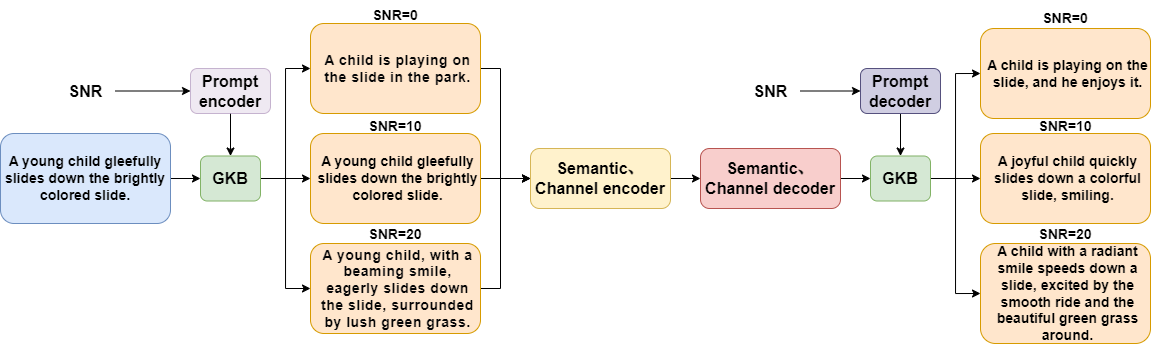 SNR
Prompt
encoder
A young child gleefully
slides down the brightly
colored slide.
GKB
SNR=0
A child is playing on
the slide in the park.
SNR=10
A young child gleefully
slides down the brightly
colored slide.
SNR=20
A young child, with a
beaming smile,
eagerly slides down
the slide, surrounded
by lush green grass.
Semantic、
Channel encoder
Semantic、
Channel decoder
SNR
Prompt
decoder
GKB
SNR=0
A child is playing on the
slide, and he enjoys it.
SNR=10
A joyful child quickly
slides down a colorful
slide, smiling.
SNR=20
A child with a radiant
smile speeds down a
slide, excited by the
smooth ride and the
beautiful green grass
around.